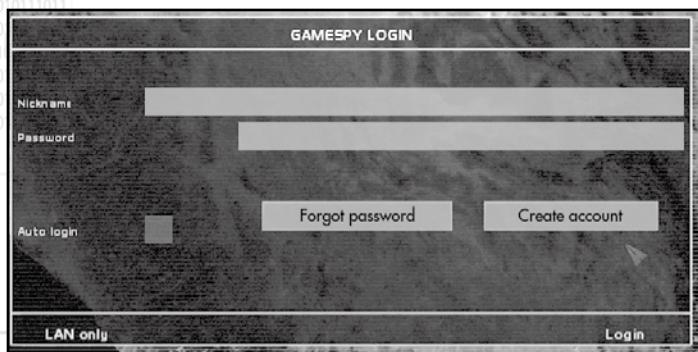 GAMESPY LOGIN
Nickname
Password
Forgot password
Create account
Auto login
LAN only
Login